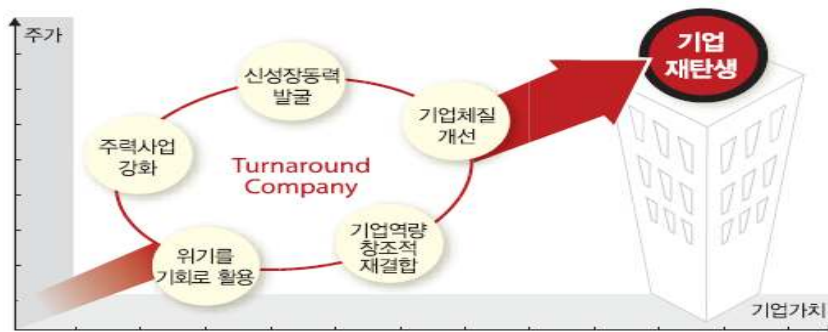 주가
기업
재탄생
신성장동력
발굴
기업체질
개선
주력사업
강화
Turnaround
Company
기업역량
창조적
재결합
위기를
기회로 활용
기업가치